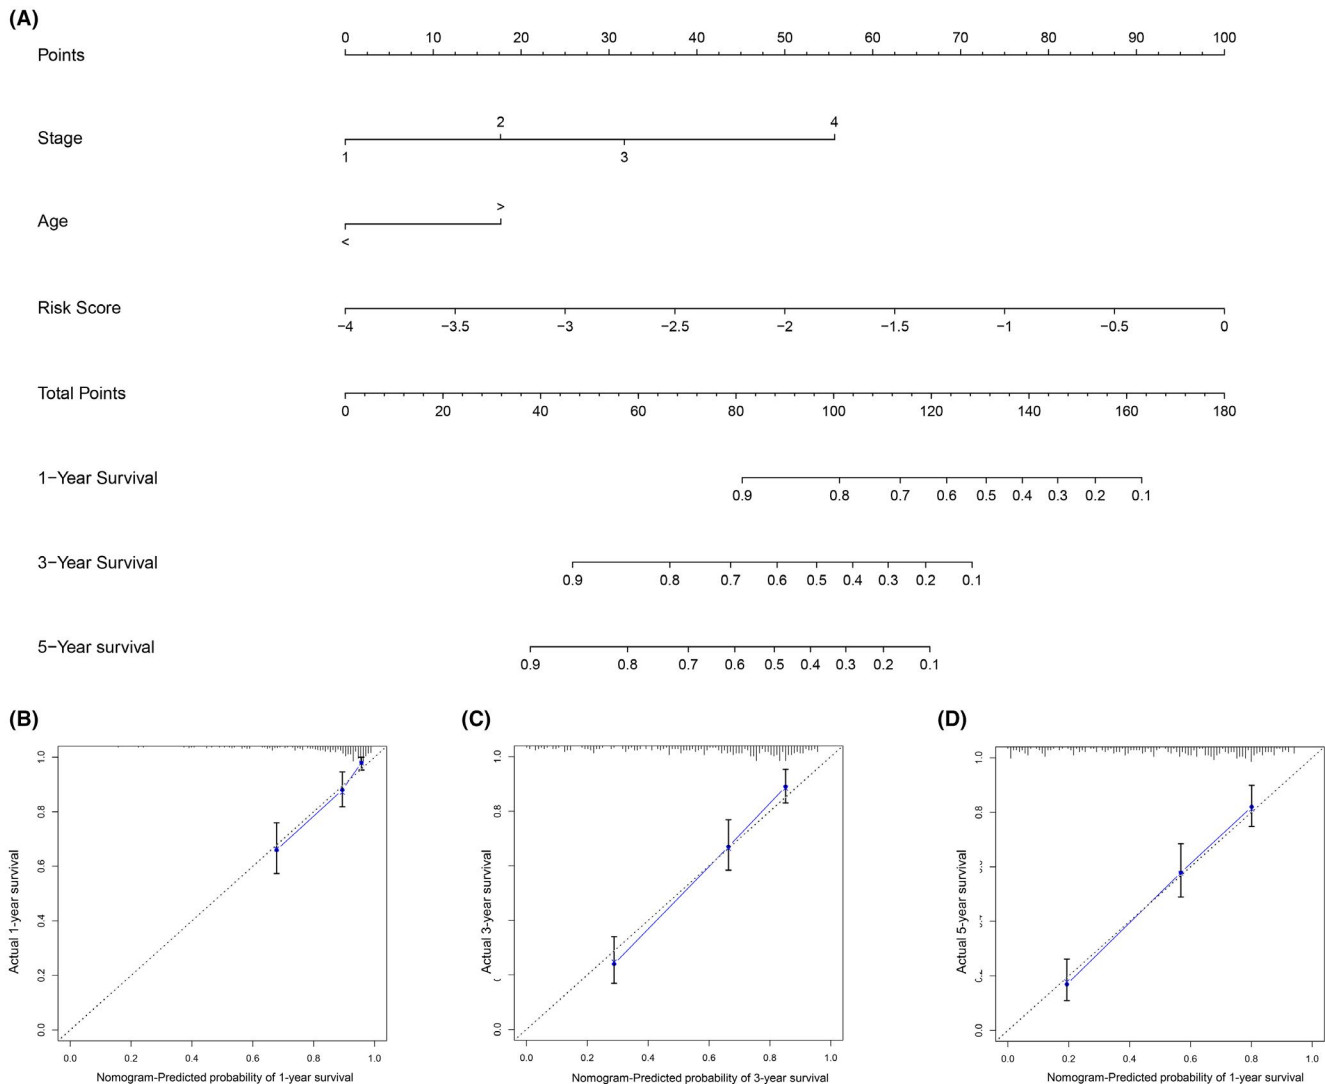 (A)
0 10 20 30 40 50 60 70 80 90 100
Points
2 4
Stage
1 3
>
Age
<
Risk Score
−4 −3.5 −3 −2.5 −2 −1.5 −1 −0.5 0
Total Points
0 20 40 60 80 100 120 140 160 180
1−Year Survival
0.9 0.8 0.7 0.6 0.5 0.4 0.3 0.2 0.1
3−Year Survival
0.9 0.8 0.7 0.6 0.5 0.4 0.3 0.2 0.1
5−Year survival
0.9 0.8 0.7 0.6 0.5 0.4 0.3 0.2 0.1
(B)
1.0
0.8
0.6
0.4
0.2
0.0
Actual 1-year survival
0.0 0.2 0.4 0.6 0.8 1.0
Nomogram-Predicted probability of 1-year survival
(C)
1.0
0.8
0.0
Actual 3-year survival
0.0 0.2 0.4 0.6 0.8 1.0
Nomogram-Predicted probability of 3-year survival
(D)
1.0
0.8
0.0
Actual 5-year survival
0.0 0.2 0.4 0.6 0.8 1.0
Nomogram-Predicted probability of 1-year survival